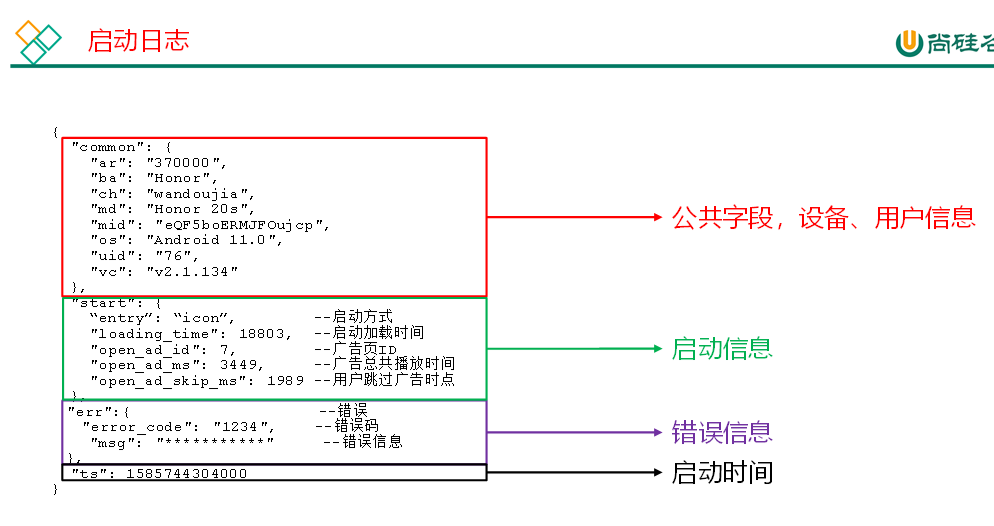 启动日志
尚硅谷
{
"common": {
"ar": "370000",
"ba": "Honor",
"ch": "wandoujia",
"md": "Honor 20s",
"mid": "eQF5boERMJFOujcp",
"os": "Android 11.0",
"uid": "76",
"vc": "v2.1.134"
},
公共字段，设备、用户信息
"start": {
“entry”: “icon”, --启动方式
"loading_time": 18803, --启动加载时间
"open_ad_id": 7, --广告页ID
"open_ad_ms": 3449, --广告总共播放时间
"open_ad_skip_ms": 1989 --用户跳过广告时点
},
启动信息
"err":{ --错误
"error_code": "1234", --错误码
"msg": "***********" --错误信息
},
错误信息
"ts": 1585744304000
启动时间
}